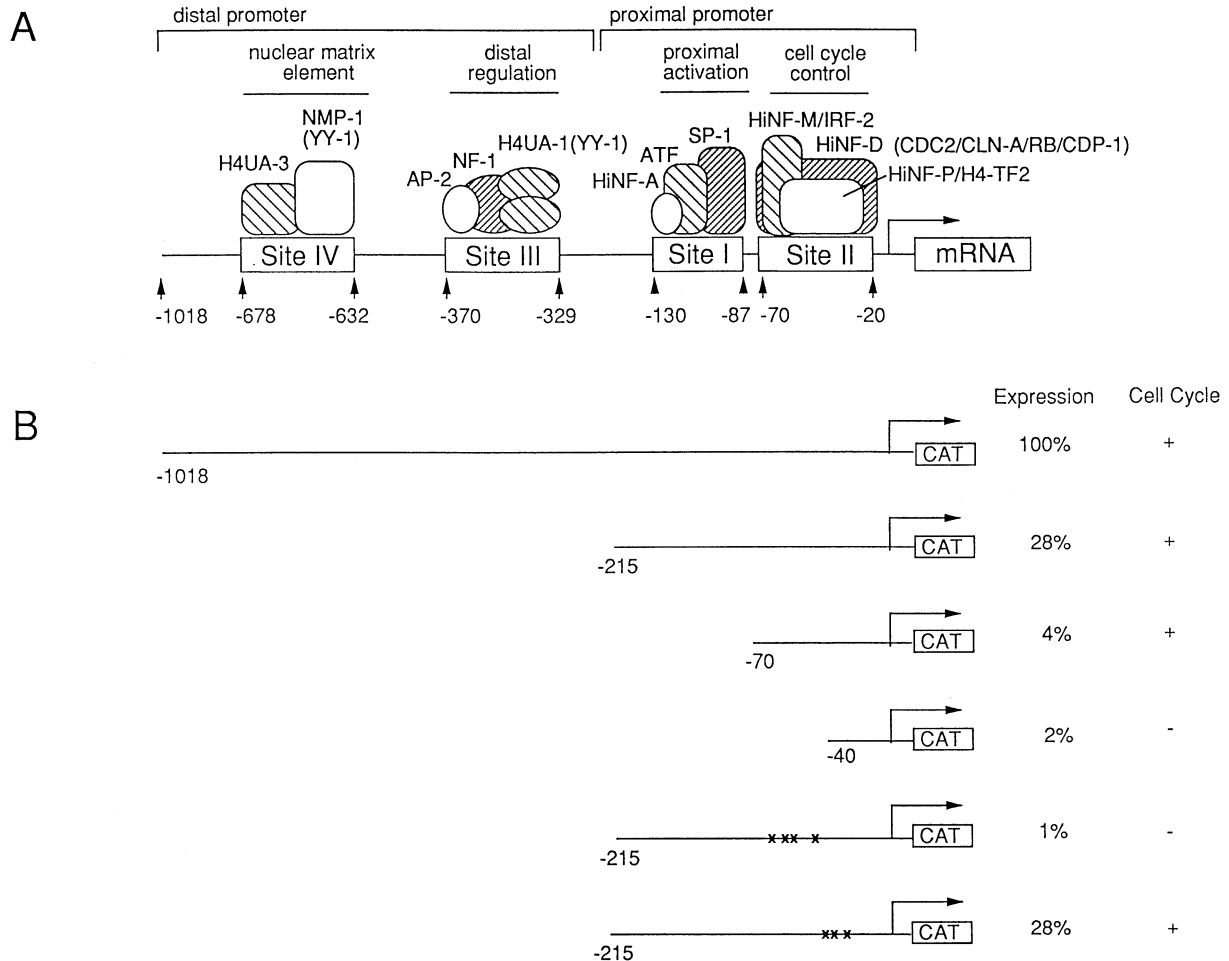 A
distal promoter
proximal promoter
nuclear matrix
element
distal
regulation
proximal
activation
cell cycle
control
NMP-1
(YY-1)
H4UA-3
AP-2
NF-1
H4UA-1(YY-1)
HiNF-A
ATF
SP-1
HiNF-M/IRF-2
HiNF-D (CDC2/CLN-A/RB/CDP-1)
HiNF-P/H4-TF2
Site IV
Site III
Site I
Site II
mRNA
-1018 -678 -632 -370 -329 -130 -87 -70 -20
B
Expression Cell Cycle
CAT 100% +
-1018
CAT 28% +
-215
CAT 4% +
-70
CAT 2% -
-40
x xx x CAT 1% -
-215
xx x CAT 28% +
-215